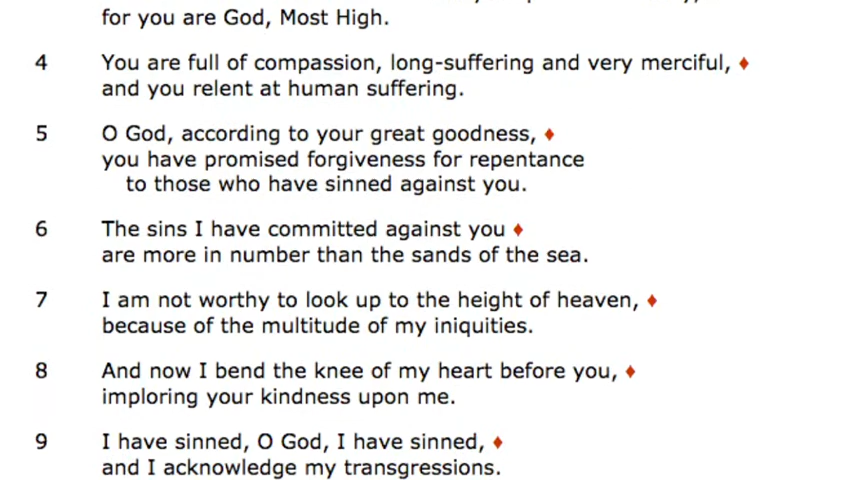 for you are God, Most High.
4 You are full of compassion, long-suffering and very merciful, ♦
and you relent at human suffering.
5 O God, according to your great goodness, ♦
you have promised forgiveness for repentance
to those who have sinned against you.
6 The sins I have committed against you ♦
are more in number than the sands of the sea.
7 I am not worthy to look up to the height of heaven, ♦
because of the multitude of my iniquities.
8 And now I bend the knee of my heart before you, ♦
imploring your kindness upon me.
9 I have sinned, O God, I have sinned, ♦
and I acknowledge my transgressions.